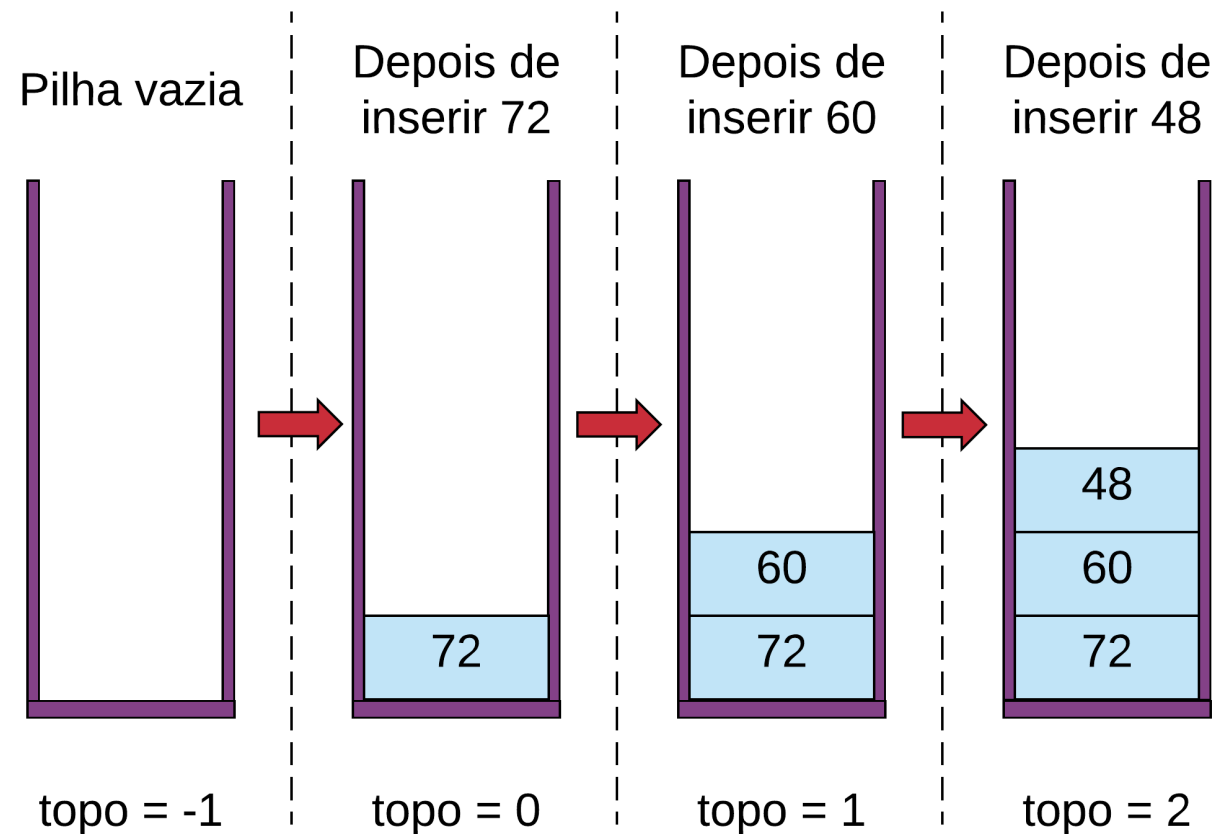 Pilha vazia
Depois de
inserir 72
Depois de
inserir 60
Depois de
inserir 48
72
60
72
48
60
72
topo = -1
topo = 0
topo = 1
topo = 2